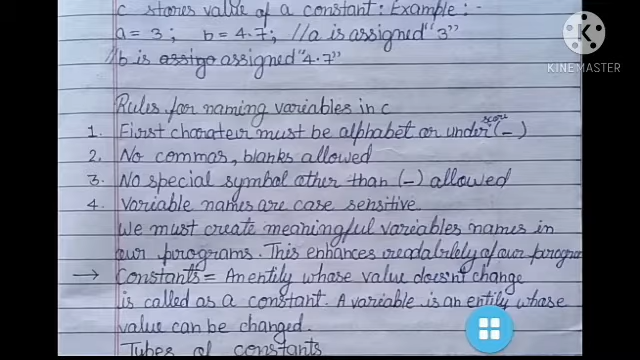 c stores value of a constant: Example:-
a = 3; b = 4.7; //a is assigned "3"
//b is assigo assigned "4.7"
KINEMASTER
Rules for naming variables in c
1. First charateir must be alphabet or underscore (_)
2. No commas, blanks allowed
3. No special symbol other than (_) allowed
4. Variable names are case sensitive.
We must create meaningful variables names in
our programs. This enhances of our program
→ Constants = An entity whose value doesn't change
is called as a constant. A variable is an entity whose
value can be changed.
Types of constants